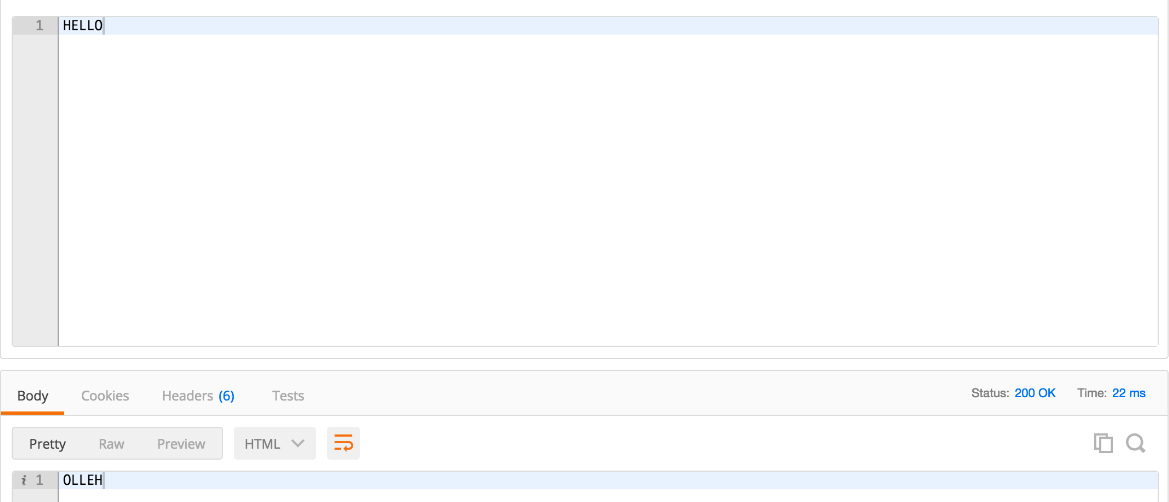 1 HELLO
Body Cookies Headers (6) Tests Status: 200 OK Time: 22 ms
Pretty Raw Preview HTML
i 1 OLLEH